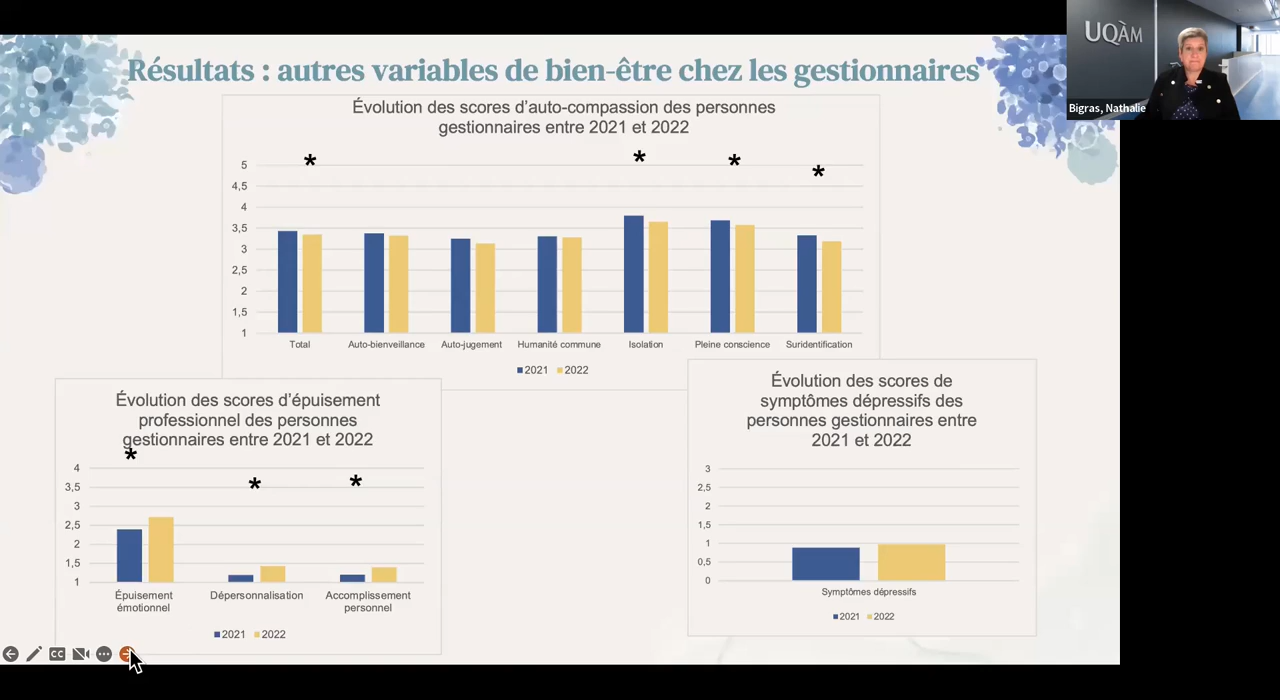 Résultats : autres variables de bien-être chez les gestionnaires
UQÀM
Bigras, Nathalie
Évolution des scores d’auto-compassion des personnes
gestionnaires entre 2021 et 2022
* * * *
5
4,5
4
3,5
3
2,5
2
1,5
1
Total Auto-bienveillance Auto-jugement Humanité commune Isolation Pleine conscience Suridentification
2021 2022
Évolution des scores d’épuisement
professionnel des personnes
gestionnaires entre 2021 et 2022
* * *
4
3,5
3
2,5
2
1,5
1
Épuisement
émotionnel
Dépersonnalisation
Accomplissement
personnel
2021 2022
Évolution des scores de
symptômes dépressifs des
personnes gestionnaires entre
2021 et 2022
3
2,5
2
1,5
1
0,5
0
Symptômes dépressifs
2021 2022
CC